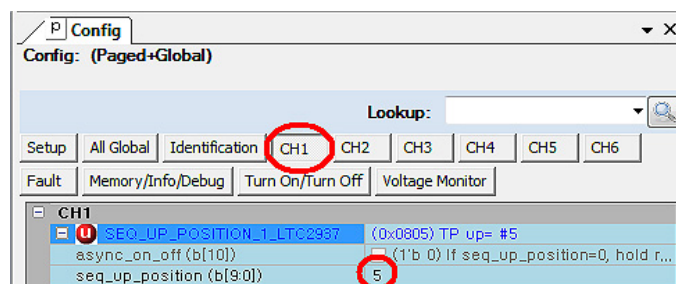 P Config
Config: (Paged+Global)
Lookup:
Setup All Global Identification CH1 CH2 CH3 CH4 CH5 CH6
Fault Memory/Info/Debug Turn On/Turn Off Voltage Monitor
CH1
U SEQ_UP_POSITION_1_LTC2937 (0x0805) TP up= #5
async_on_off (b[10]) (1'b 0) If seq_up_position=0, hold r...
seq_up_position (b[9:0]) 5